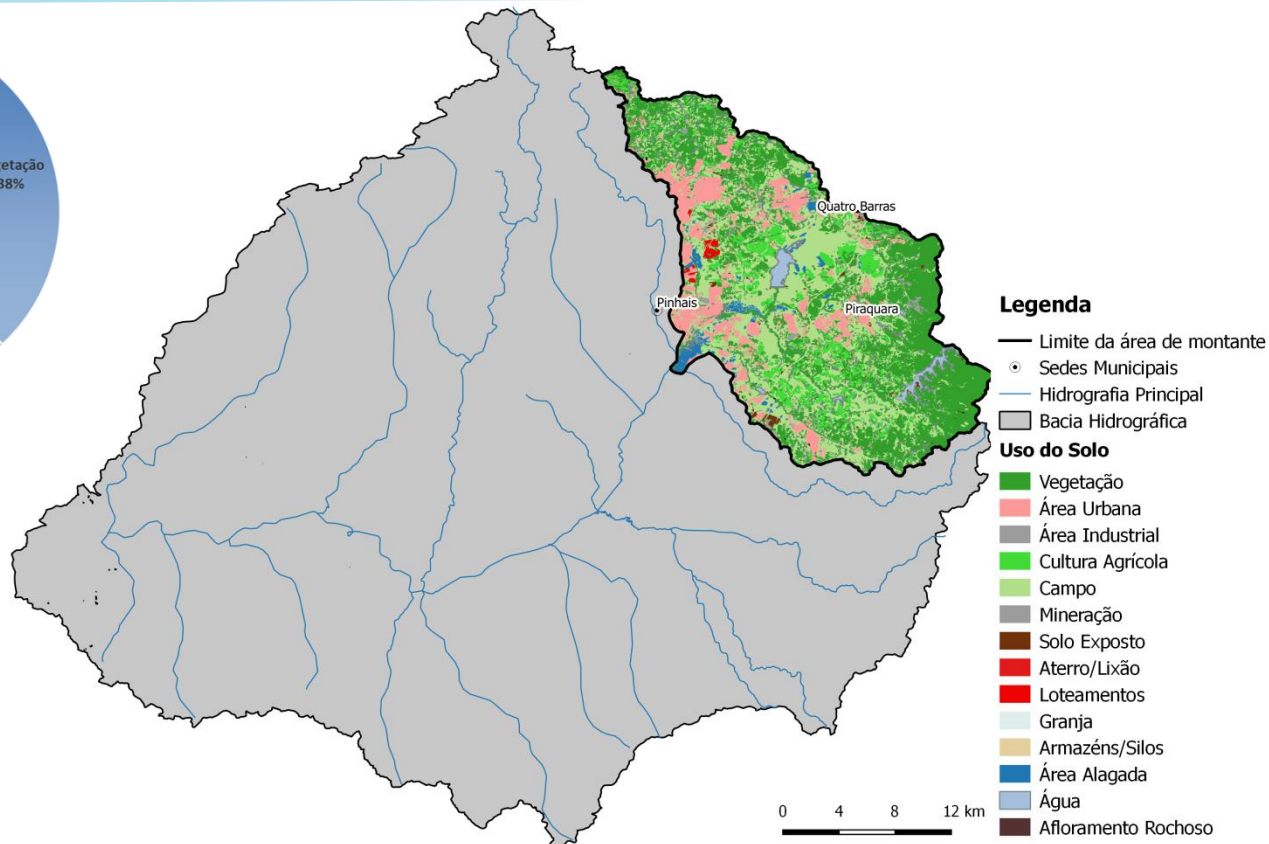 38%
Quatro Barras
Pinhais
Piraquara
Legenda
Limite da área de montante
Sedes Municipais
Hidrografia Principal
Bacia Hidrográfica
Uso do Solo
Vegetação
Área Urbana
Área Industrial
Cultura Agrícola
Campo
Mineração
Solo Exposto
Aterro/Lixão
Loteamentos
Granja
Armazéns/Silos
Área Alagada
Água
Afloramento Rochoso
0 4 8 12 km